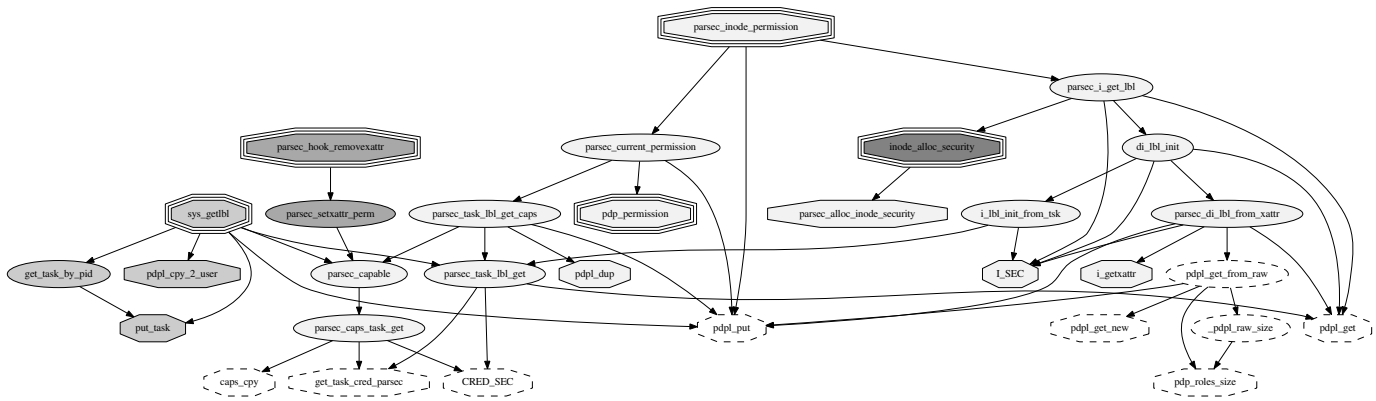 parsec_inode_permission
parsec_i_get_lbl
parsec_hook_removexattr
parsec_current_permission
inode_alloc_security
di_lbl_init
sys_getlbl
parsec_setxattr_perm
parsec_task_lbl_get_caps
pdp_permission
parsec_alloc_inode_security
i_lbl_init_from_tsk
parsec_di_lbl_from_xattr
get_task_by_pid
pdpl_cpy_2_user
parsec_capable
parsec_task_lbl_get
pdpl_dup
I_SEC
i_getxattr
pdpl_get_from_raw
put_task
parsec_caps_task_get
pdpl_put
pdpl_get_new
_pdpl_raw_size
pdpl_get
caps_cpy
get_task_cred_parsec
CRED_SEC
pdp_roles_size